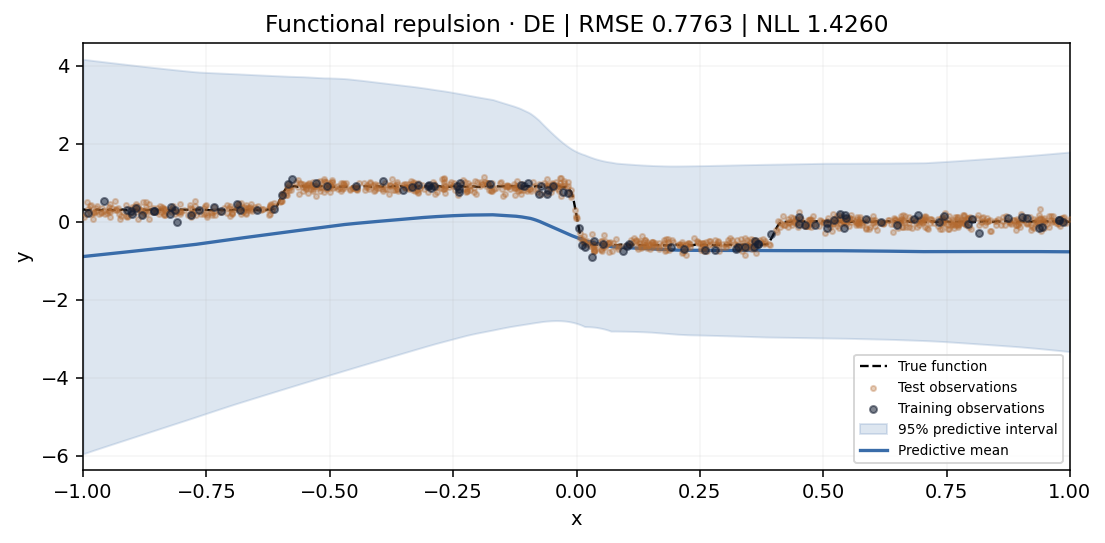 Functional repulsion · DE | RMSE 0.7763 | NLL 1.4260
4
2
0
−2
−4
−6
y
−1.00 −0.75 −0.50 −0.25 0.00 0.25 0.50 0.75 1.00
x
True function
Test observations
Training observations
95% predictive interval
Predictive mean